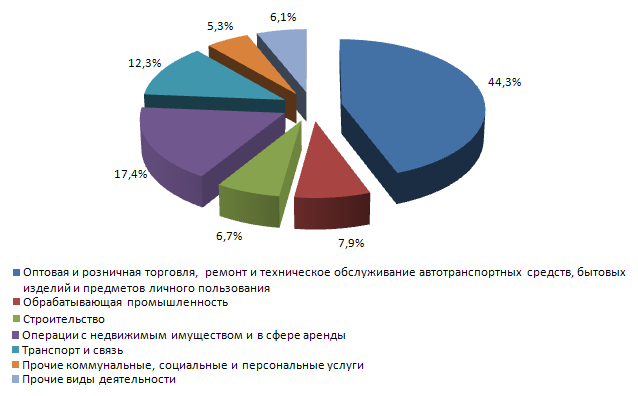 5,3%
6,1%
12,3%
44,3%
17,4%
6,7%
7,9%
Оптовая и розничная торговля, ремонт и техническое обслуживание автотранспортных средств, бытовых
изделий и предметов личного пользования
Обрабатывающая промышленность
Строительство
Операции с недвижимым имуществом и в сфере аренды
Транспорт и связь
Прочие коммунальные, социальные и персональные услуги
Прочие виды деятельности